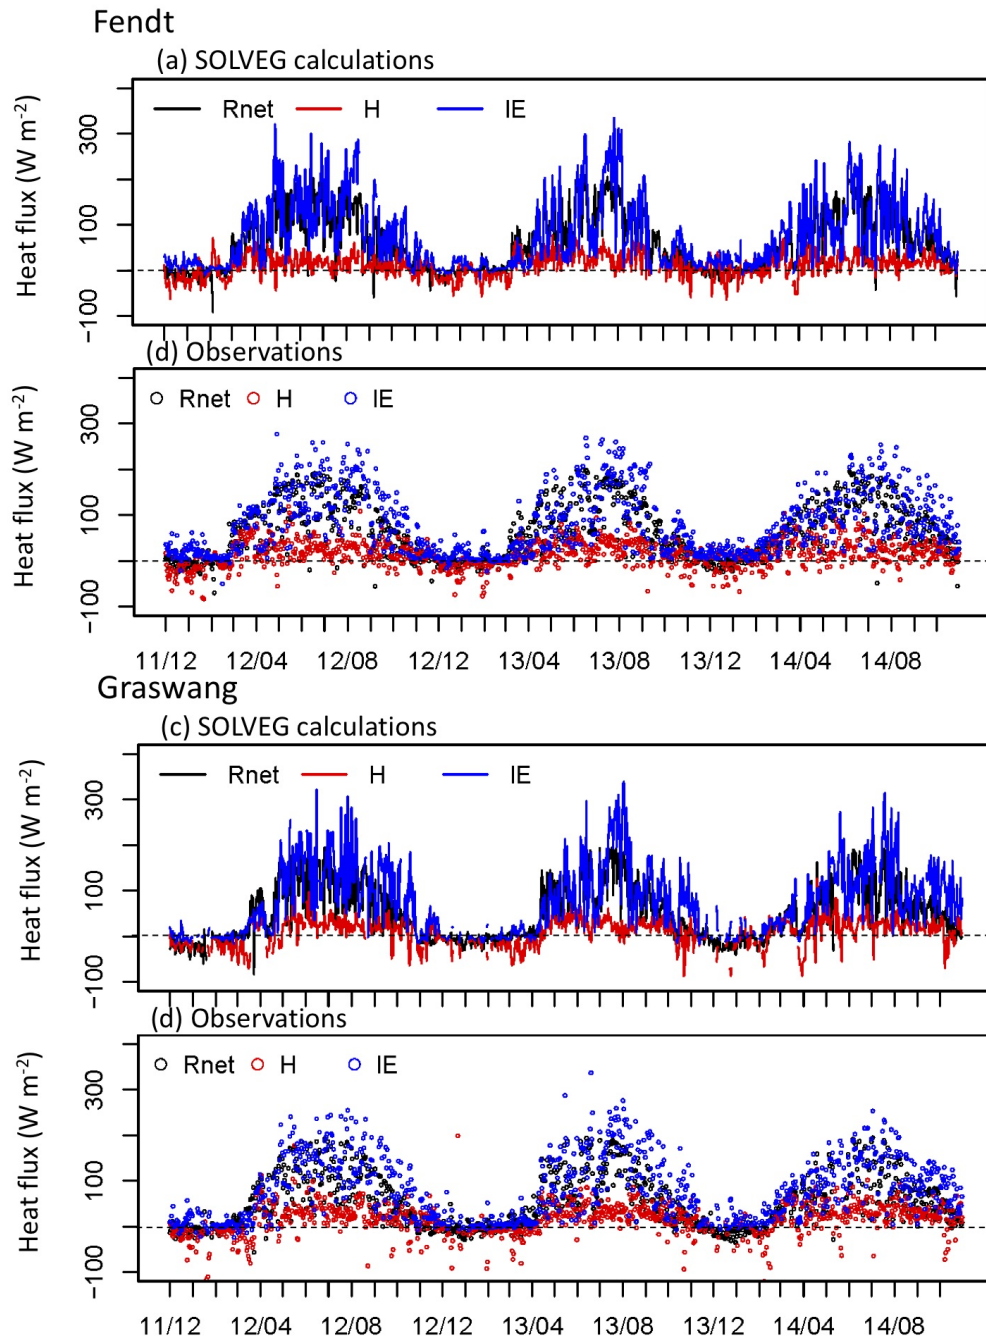 Fendt
(a) SOLVEG calculations
Rnet H lE
Heat flux (W m-2)
300
100
−100
(d) Observations
Rnet H lE
Heat flux (W m-2)
300
100
−100
11/12 12/04 12/08 12/12 13/04 13/08 13/12 14/04 14/08
Graswang
(c) SOLVEG calculations
Rnet H lE
Heat flux (W m-2)
300
100
−100
(d) Observations
Rnet H lE
Heat flux (W m-2)
300
100
−100
11/12 12/04 12/08 12/12 13/04 13/08 13/12 14/04 14/08